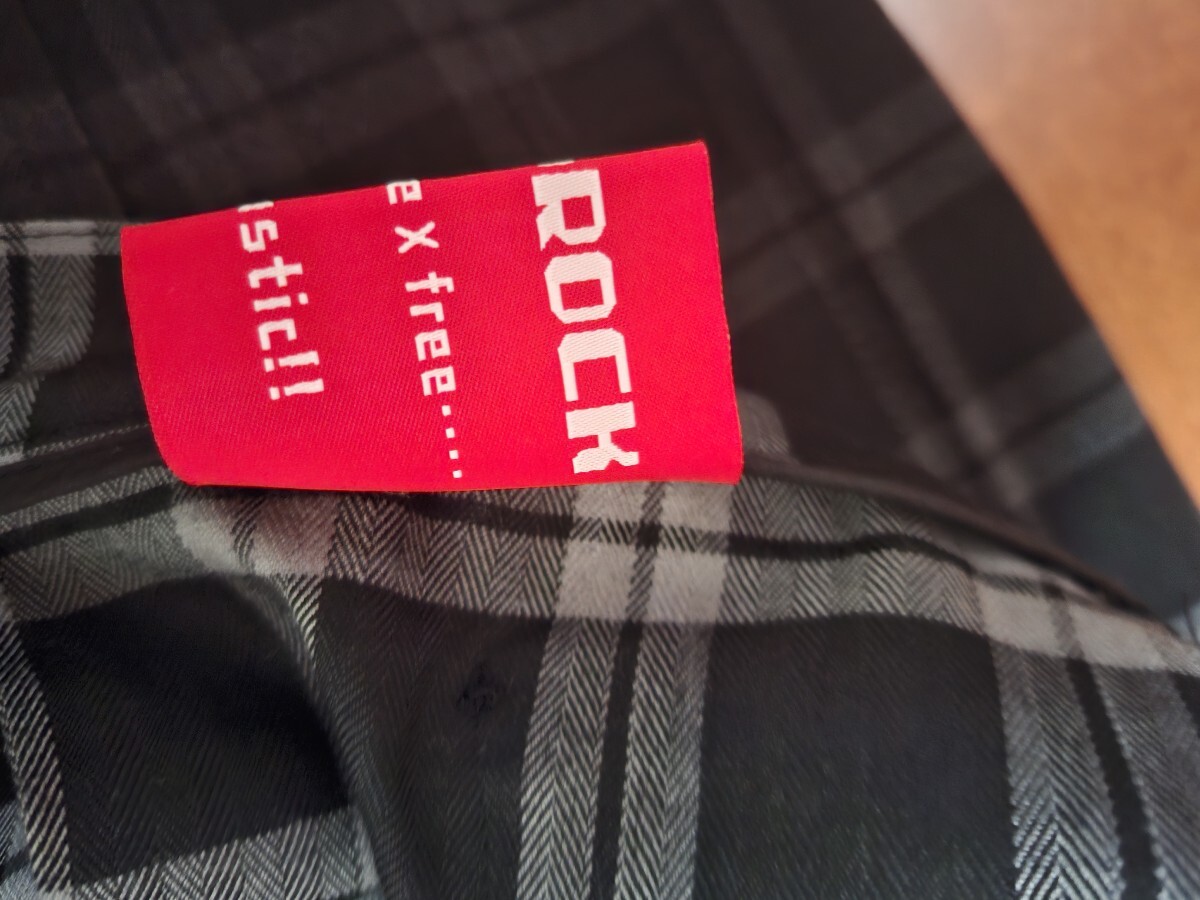 ROCK
e X free.....
stic!!